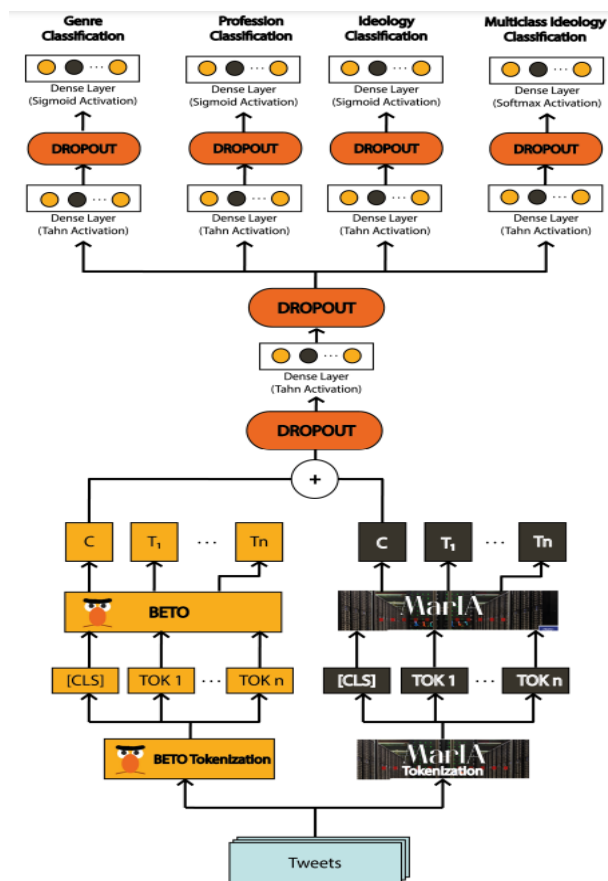 Genre
Classification
Profession
Classification
Ideology
Classification
Multiclass Ideology
Classification
Dense Layer
(Sigmoid Activation)
Dense Layer
(Sigmoid Activation)
Dense Layer
(Sigmoid Activation)
Dense Layer
(Softmax Activation)
DROPOUT
DROPOUT
DROPOUT
DROPOUT
Dense Layer
(Tahn Activation)
Dense Layer
(Tahn Activation)
Dense Layer
(Tahn Activation)
Dense Layer
(Tahn Activation)
DROPOUT
Dense Layer
(Tahn Activation)
DROPOUT
+
C
T1
...
Tn
C
T1
...
Tn
BETO
MarIA
[CLS]
TOK 1
...
TOK n
[CLS]
TOK 1
...
TOK n
BETO Tokenization
MarIA
Tokenization
Tweets